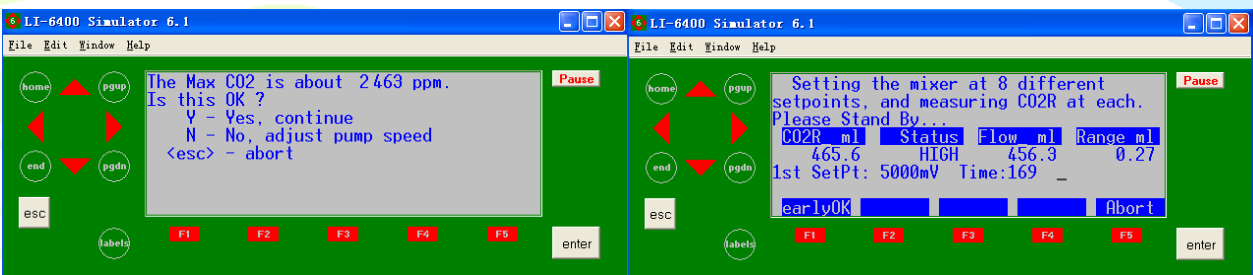 LI-6400 Simulator 6.1
File Edit Window Help
home
pgup
end
pgdn
esc
labels
The Max CO2 is about 2463 ppm.
Is this OK ?
Y - Yes, continue
N - No, adjust pump speed
<esc> - abort
Pause
F1 F2 F3 F4 F5
enter
LI-6400 Simulator 6.1
File Edit Window Help
home
pgup
end
pgdn
esc
labels
Setting the mixer at 8 different
setpoints, and measuring CO2R at each.
Please Stand By...
CO2R_ml Status Flow_ml Range_ml
465.6 HIGH 456.3 0.27
1st SetPt: 5000mV Time:169 _
earlyOK Abort
Pause
F1 F2 F3 F4 F5
enter